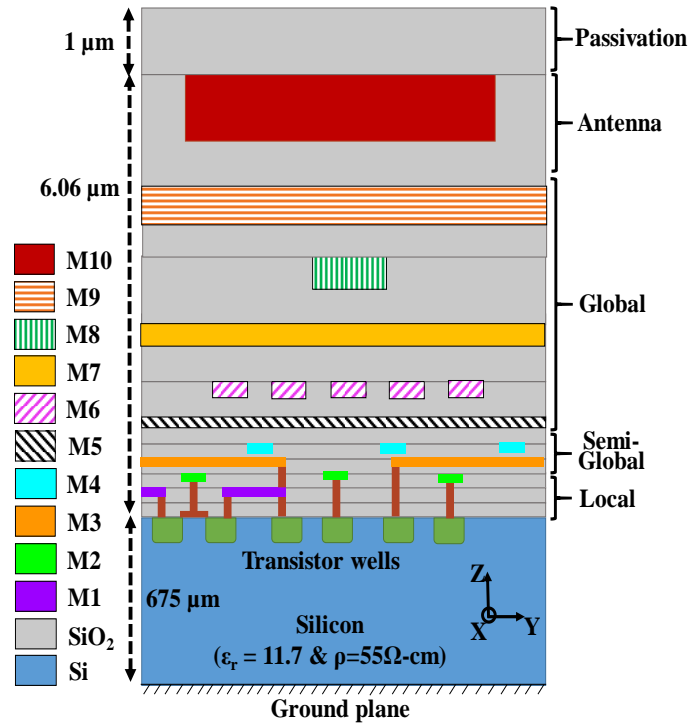 1 µm
Passivation
Antenna
6.06 µm
Global
M10
M9
M8
M7
M6
M5
M4
M3
M2
M1
SiO2
Si
Semi-
Global
Local
Transistor wells
675 µm
Z
X
Y
Silicon
(εr = 11.7 & ρ=55Ω-cm)
Ground plane